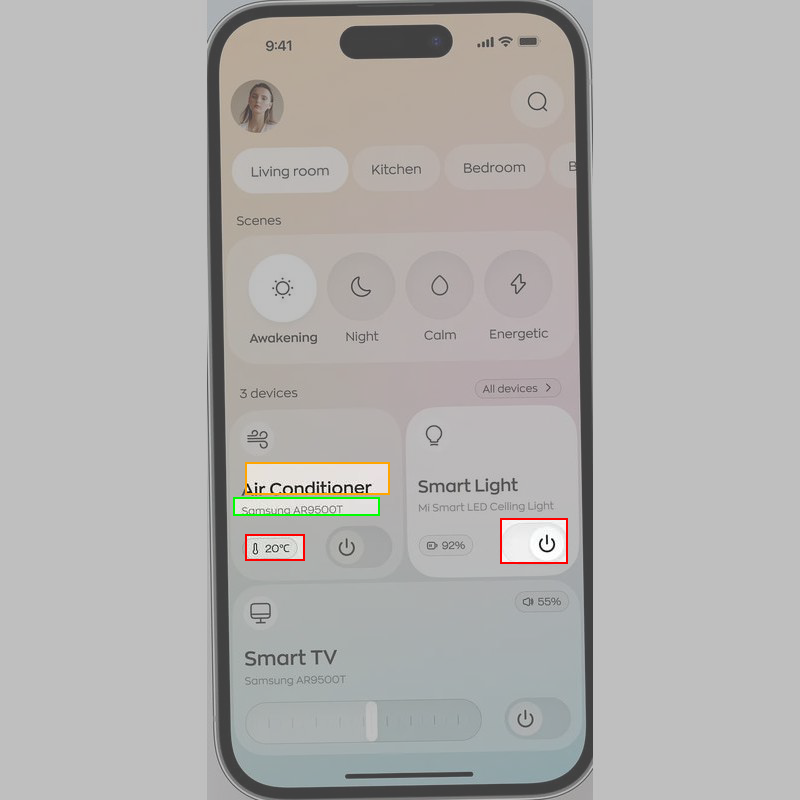 9:41
Living room Kitchen Bedroom B
Scenes
Awakening Night Calm Energetic
3 devices All devices
Air Conditioner
Samsung AR9500T
20°C
Smart Light
Mi Smart LED Ceiling Light
92%
55%
Smart TV
Samsung AR9500T